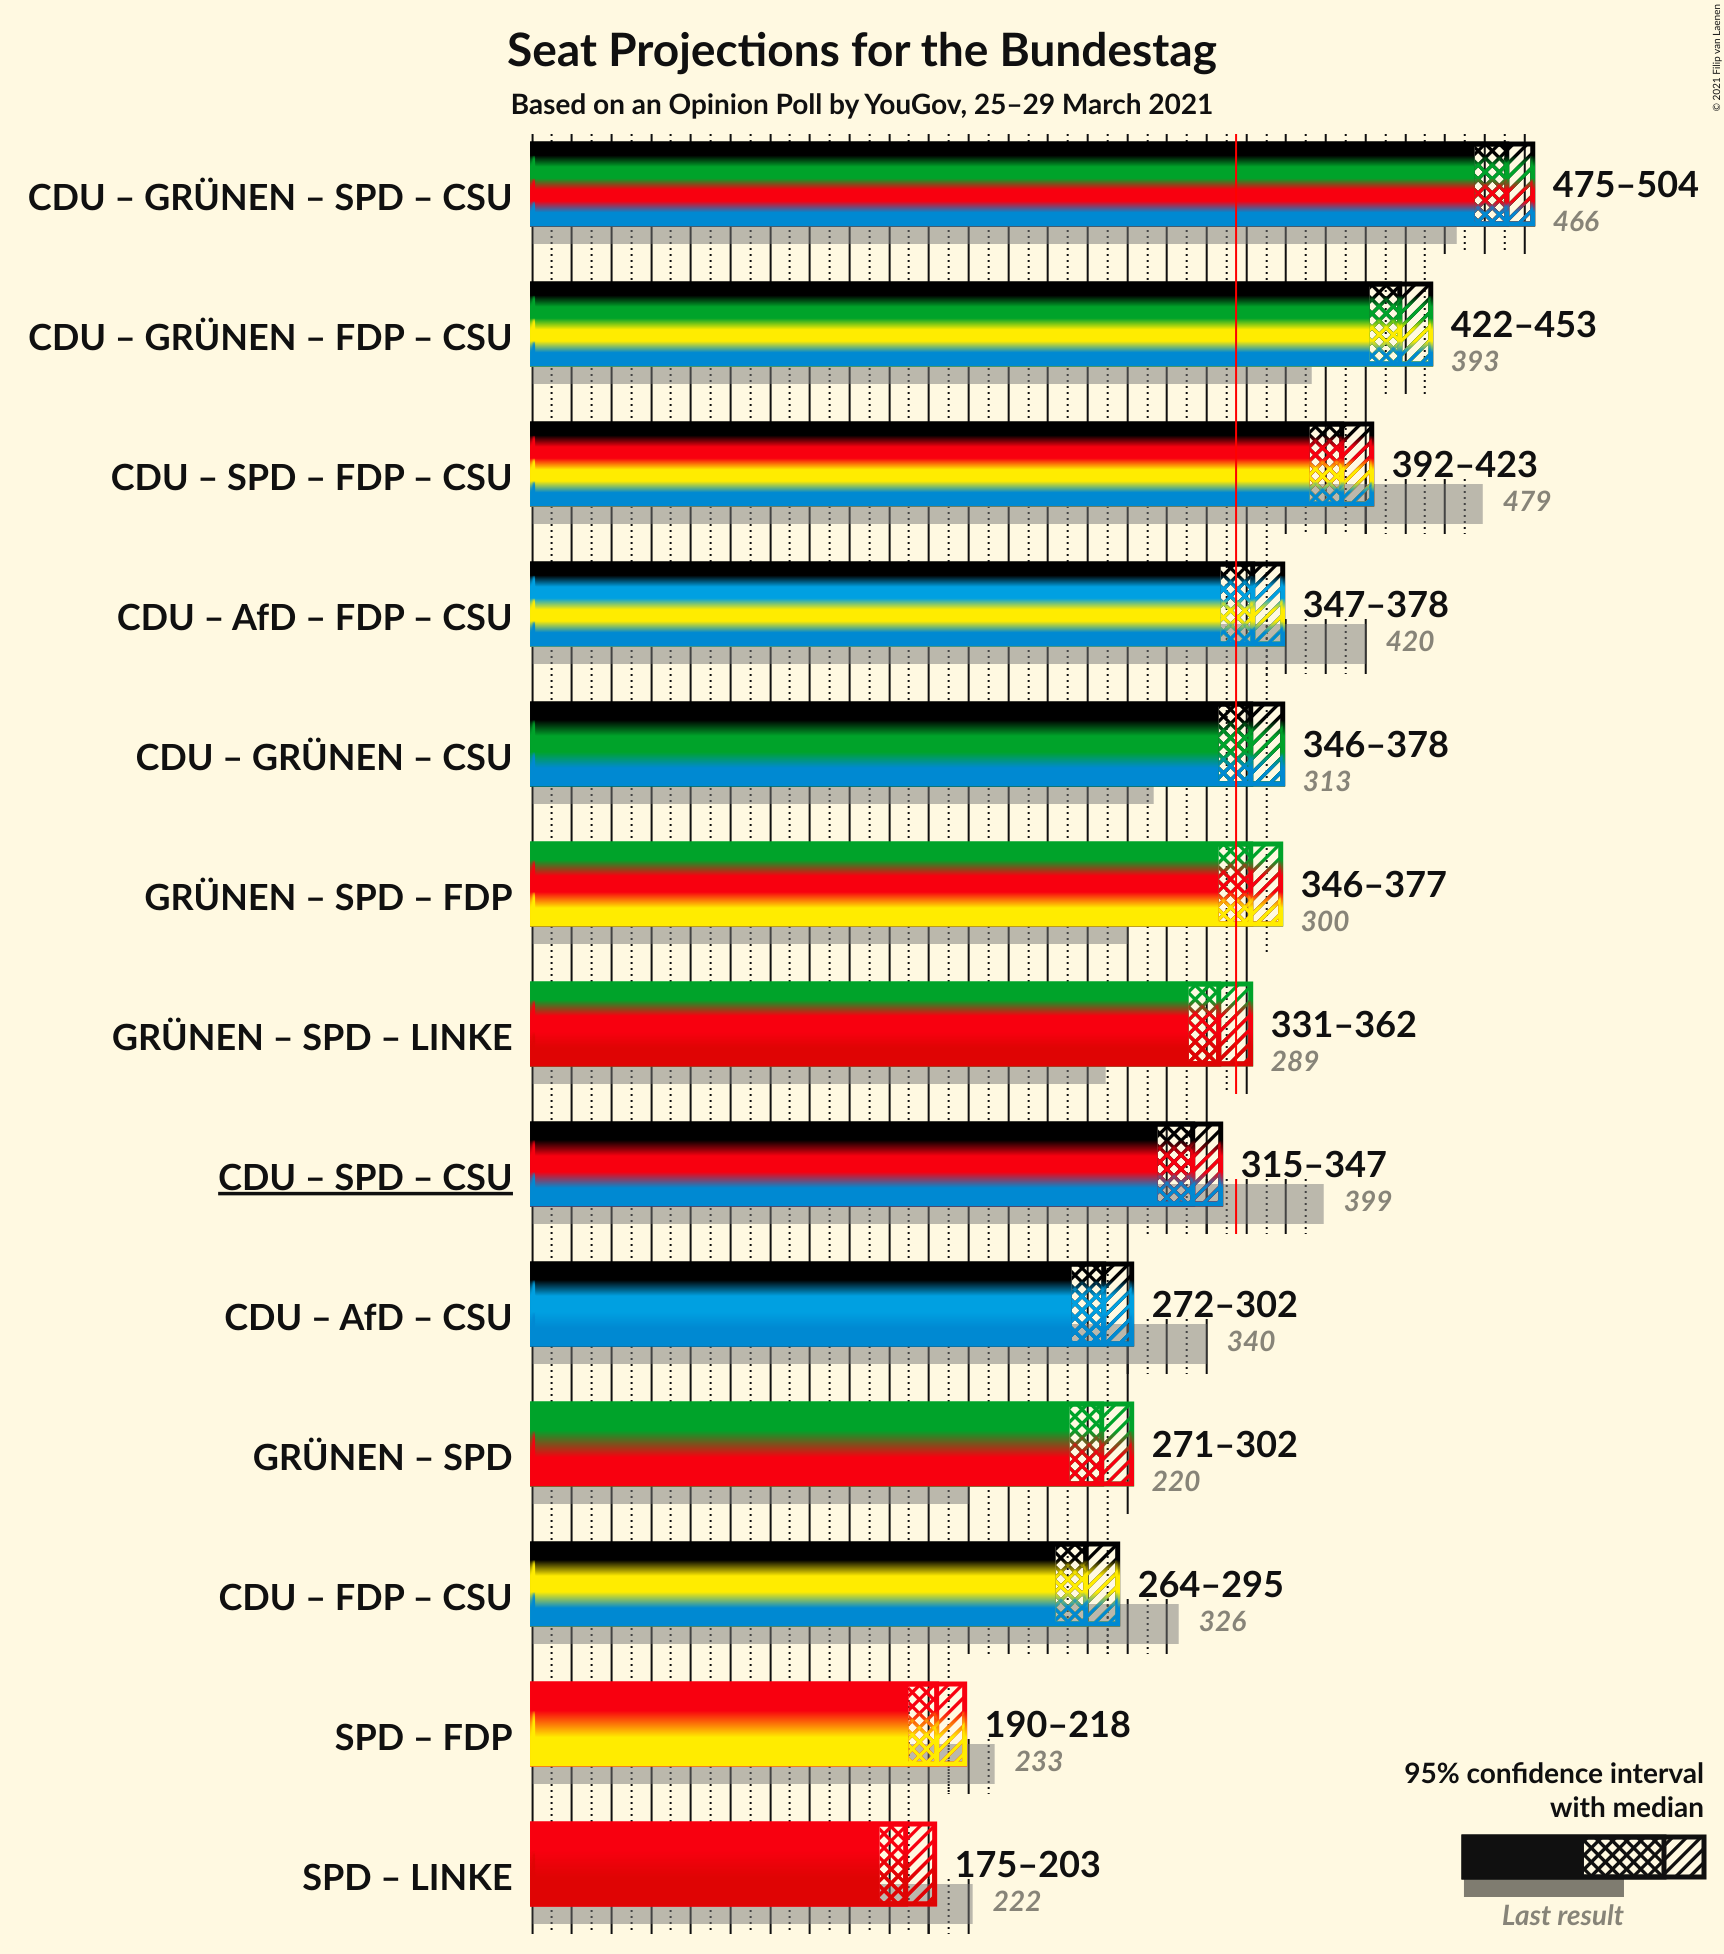 Seat Projections for the Bundestag
Based on an Opinion Poll by YouGov, 25–29 March 2021
© 2021 Filip van Laenen
CDU – GRÜNEN – SPD – CSU
475–504
466
CDU – GRÜNEN – FDP – CSU
422–453
393
CDU – SPD – FDP – CSU
392–423
479
CDU – AfD – FDP – CSU
347–378
420
CDU – GRÜNEN – CSU
346–378
313
GRÜNEN – SPD – FDP
346–377
300
GRÜNEN – SPD – LINKE
331–362
289
CDU – SPD – CSU
315–347
399
CDU – AfD – CSU
272–302
340
GRÜNEN – SPD
271–302
220
CDU – FDP – CSU
264–295
326
SPD – FDP
190–218
233
SPD – LINKE
175–203
222
95% confidence interval
with median
Last result